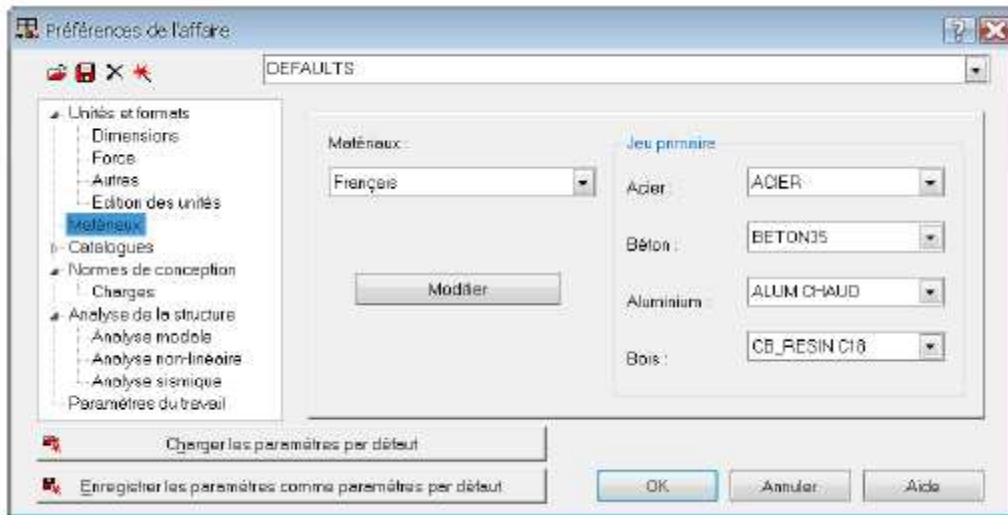 Préférences de l'affaire
DEFAULTS
Unités et formats
Dimensions
Force
Autres
Edition des unités
Matériaux
Catalogues
Normes de conception
Charges
Analyse de la structure
Analyse modale
Analyse non-linéaire
Analyse sismique
Paramètres du travail
Matériaux :
Français
Modifier
Jeu primaire
Acier :
ACIER
Béton :
BETON35
Aluminium :
ALUM CHAUD
Bois :
CB_RESIN C18
Charger les paramètres par défaut
Enregistrer les paramètres comme paramètres par défaut
OK
Annuler
Aide